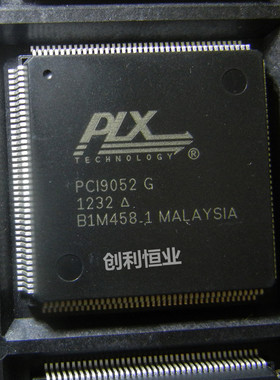 PLX
TECHNOLOGY ®
PCI9052 G
1232 Δ
B1M458.1 MALAYSIA
创利恒业